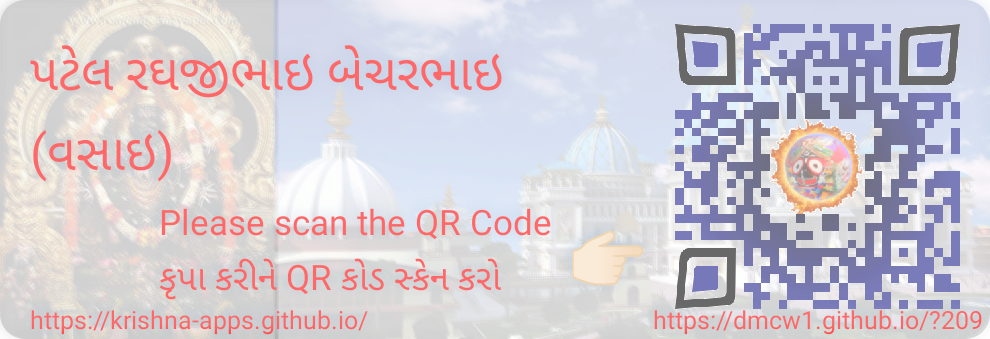 પટેલ રઘજીભાઇ બેચરભાઇ
(વસાઇ)
Please scan the QR Code
કૃપા કરીને QR કોડ સ્કેન કરો
https://krishna-apps.github.io/
https://dmcw1.github.io/?209